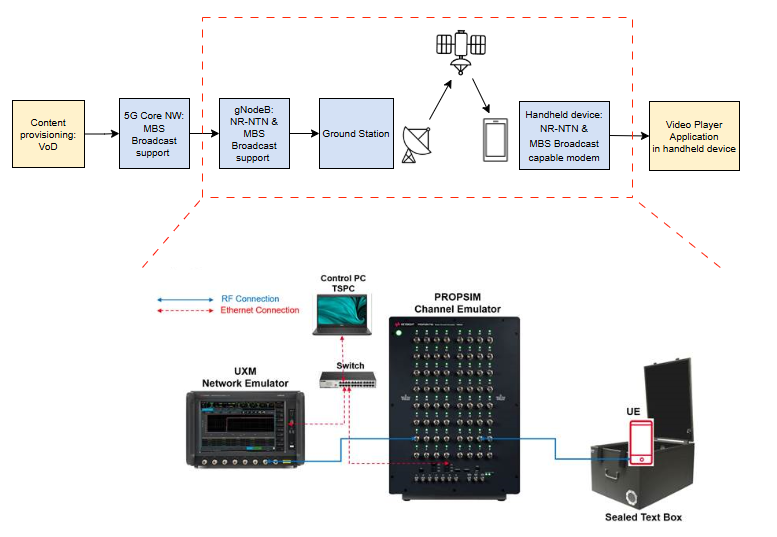 Content
provisioning:
VoD
5G Core NW:
MBS
Broadcast
support
gNodeB:
NR-NTN &
MBS
Broadcast
support
Ground Station
Handheld device:
NR-NTN &
MBS Broadcast
capable modem
Video Player
Application
in handheld device
RF Connection
Ethernet Connection
Control PC
TSPC
PROPSIM
Channel Emulator
UXM
Network Emulator
Switch
UE
Sealed Text Box